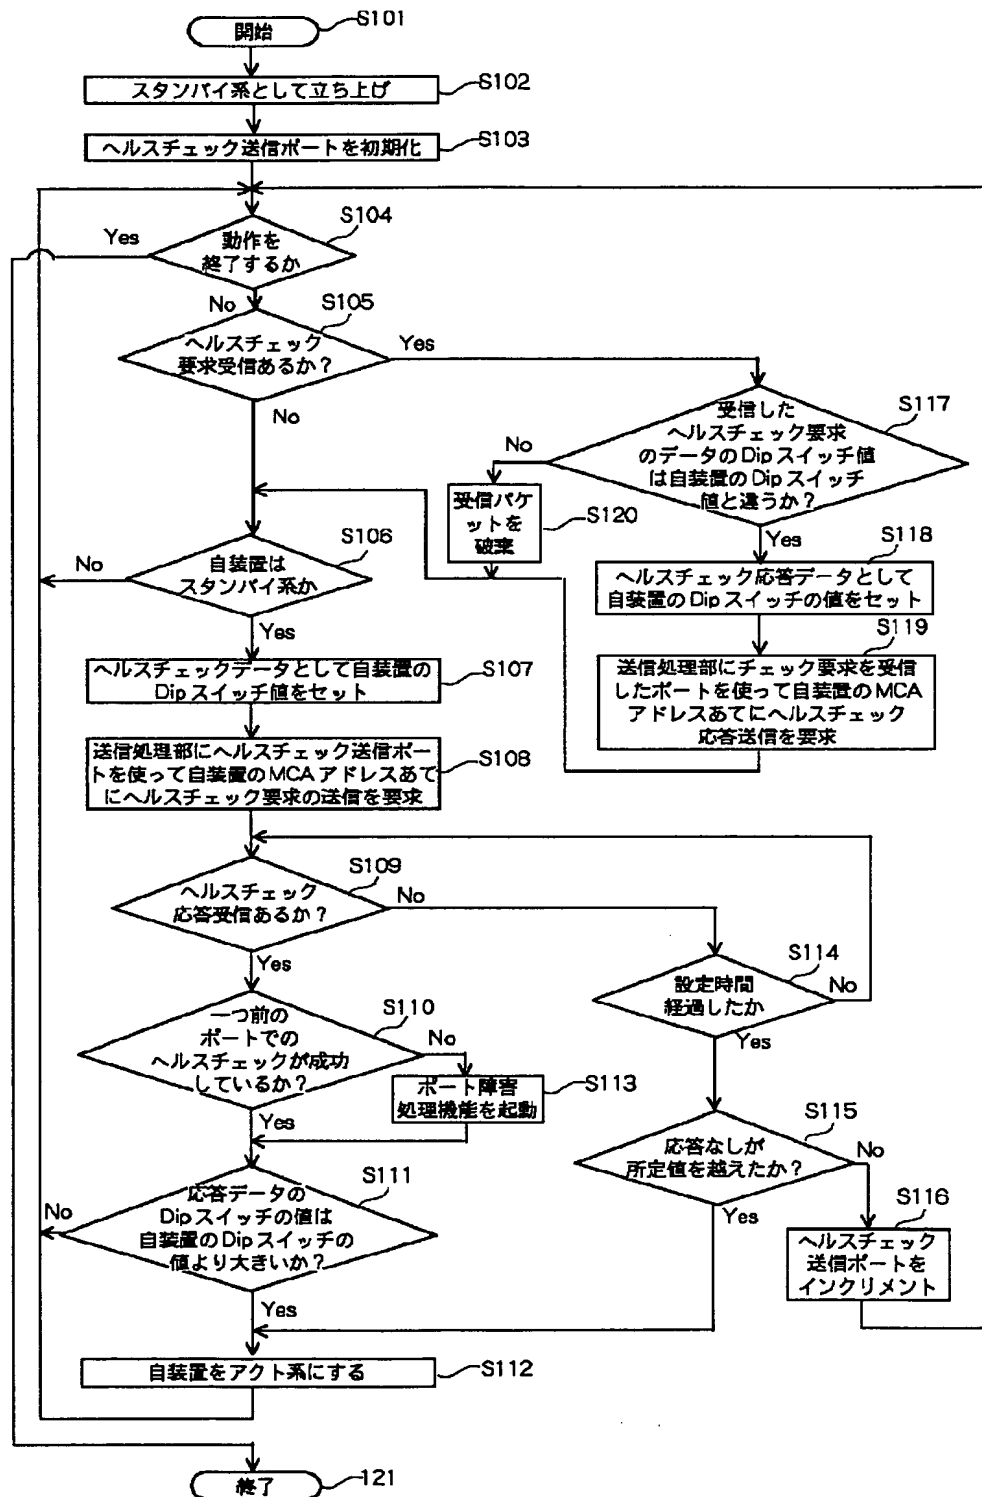 開始
S101
スタンバイ系として立ち上げ
S102
ヘルスチェック送信ポートを初期化
S103
S104
Yes
動作を
終了するか
No
S105
ヘルスチェック
要求受信あるか？
Yes
No
S117
受信した
ヘルスチェック要求
のデータのDipスイッチ値
は自装置のDipスイッチ
値と違うか？
No
Yes
受信パケ
ットを
破棄
S120
S106
自装置は
スタンバイ系か
No
Yes
S118
ヘルスチェック応答データとして
自装置のDipスイッチの値をセット
S119
送信処理部にチェック要求を受信
したポートを使って自装置のMCA
アドレスあてにヘルスチェック
応答送信を要求
ヘルスチェックデータとして自装置の
Dipスイッチ値をセット
S107
送信処理部にヘルスチェック送信ポー
トを使って自装置のMCAアドレスあて
にヘルスチェック要求の送信を要求
S108
S109
ヘルスチェック
応答受信あるか？
No
Yes
S114
設定時間
経過したか
No
Yes
S110
一つ前の
ポートでの
ヘルスチェックが成功
しているか？
No
Yes
ポート障害
処理機能を起動
S113
S115
応答なしが
所定値を越えたか？
No
Yes
S111
応答データの
Dipスイッチの値は
自装置のDipスイッチの
値より大きいか？
No
Yes
S116
ヘルスチェック
送信ポートを
インクリメント
自装置をアクト系にする
S112
終了
121